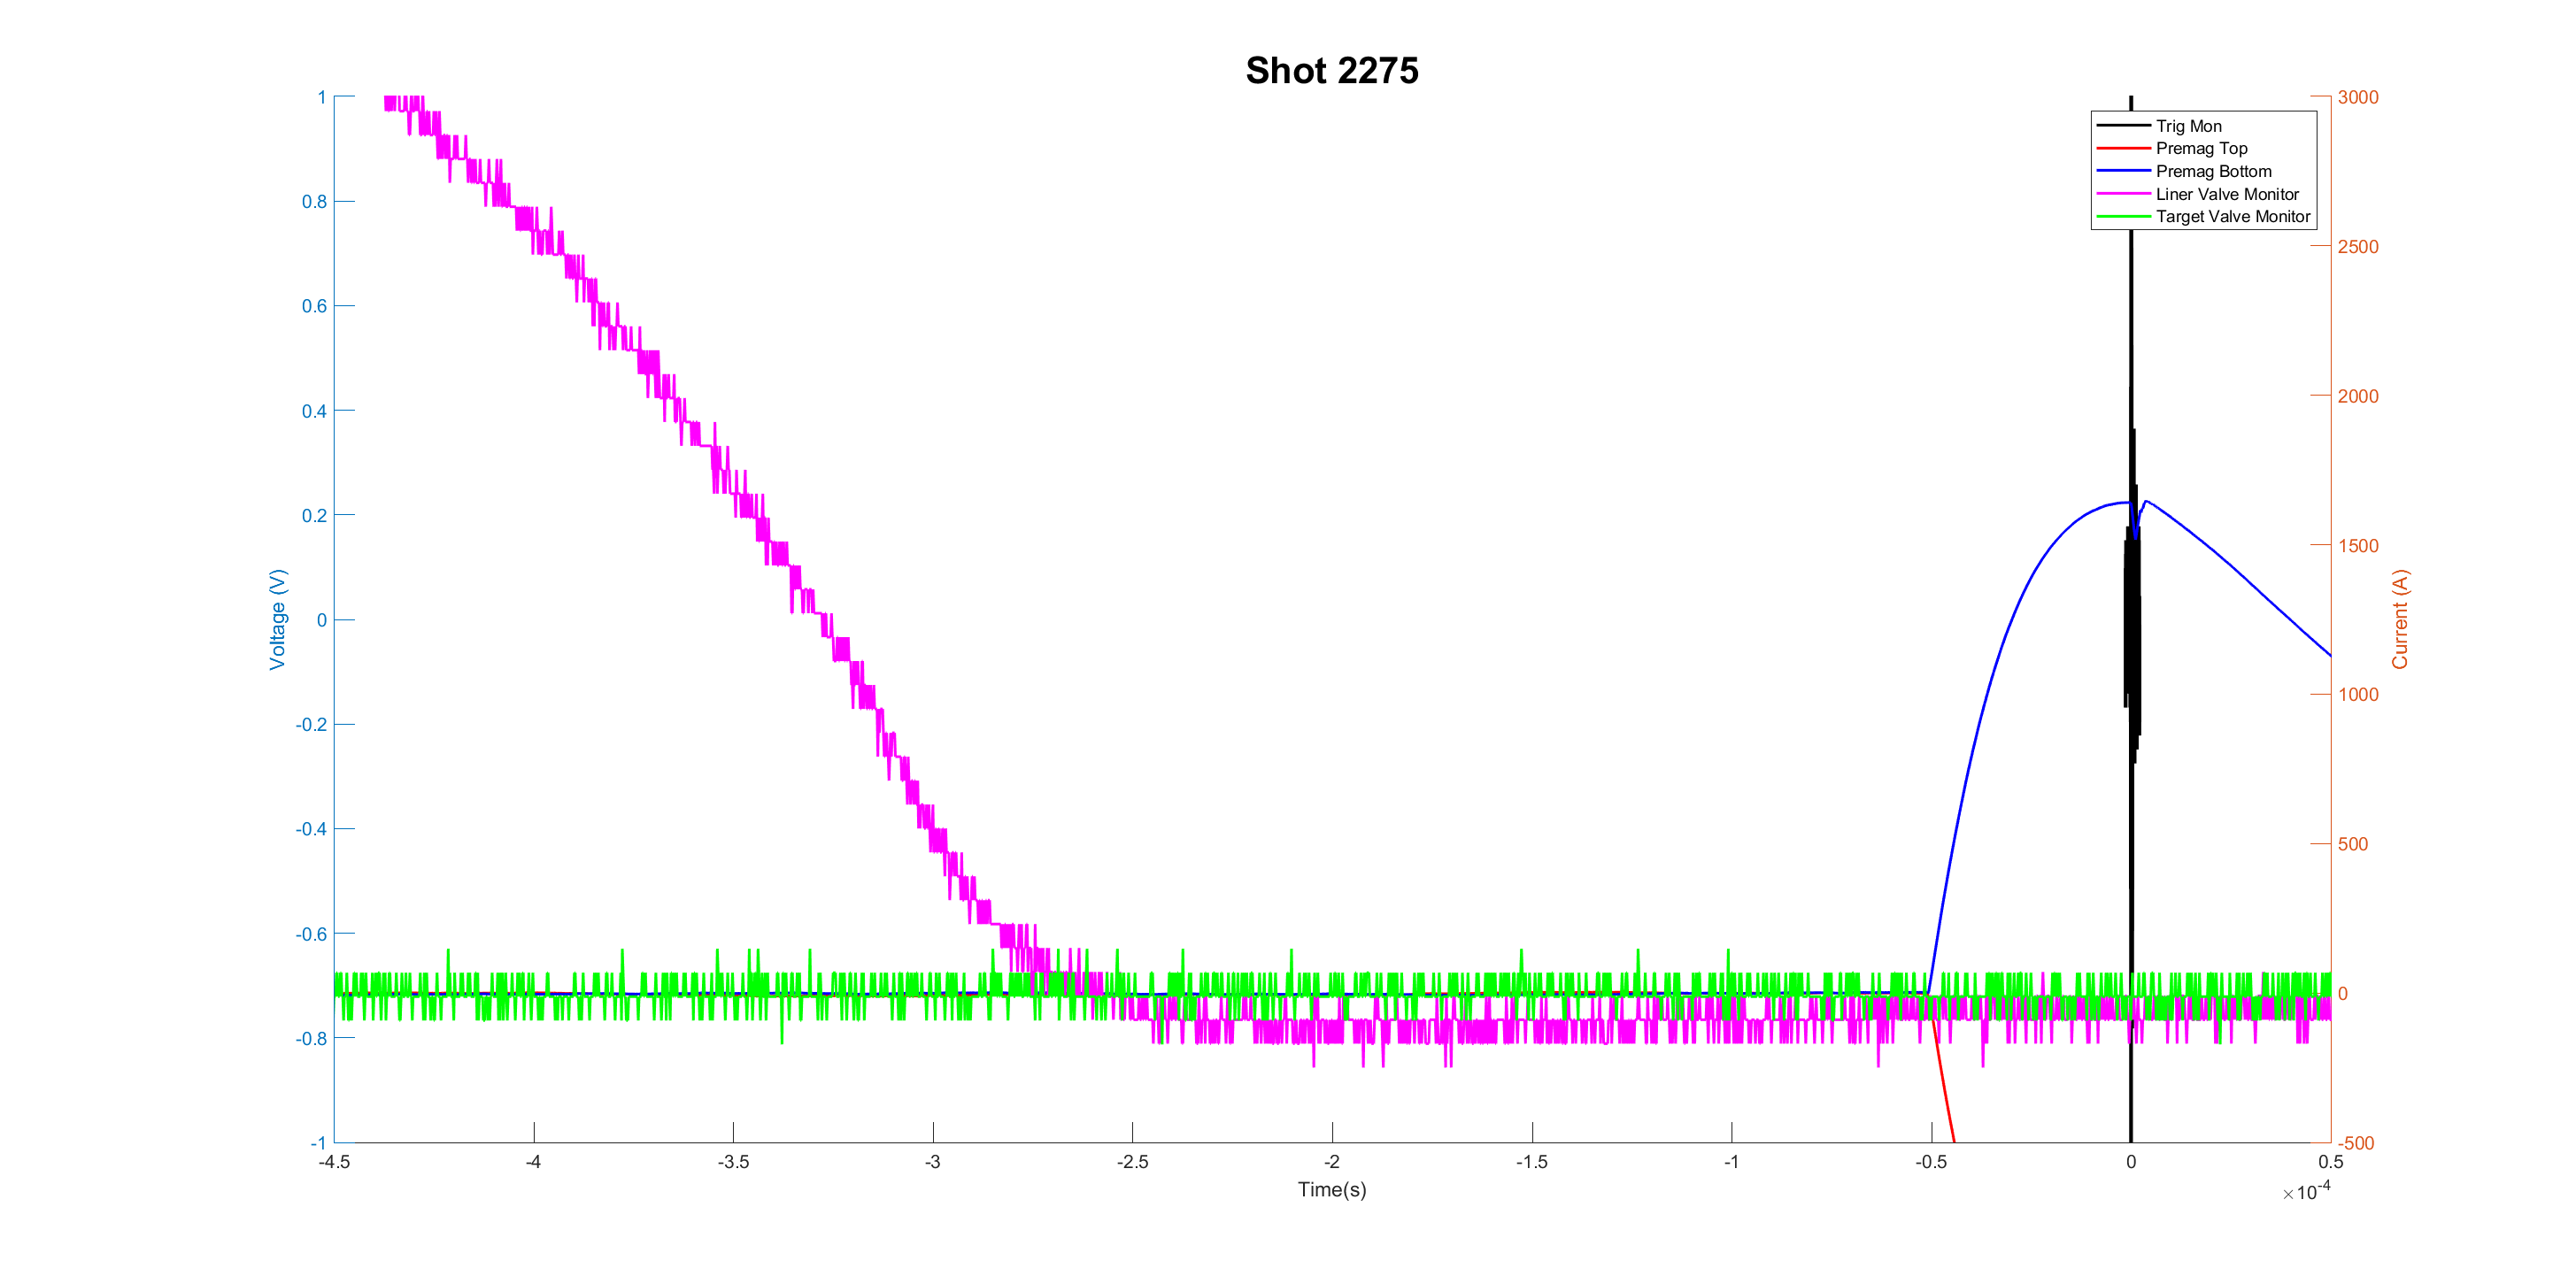 Shot 2275
1
0.8
0.6
0.4
0.2
0
-0.2
-0.4
-0.6
-0.8
-1
Voltage (V)
3000
2500
2000
1500
1000
500
0
-500
Current (A)
Trig Mon
Premag Top
Premag Bottom
Liner Valve Monitor
Target Valve Monitor
-4.5 -4 -3.5 -3 -2.5 -2 -1.5 -1 -0.5 0 0.5
Time(s)
×10-4